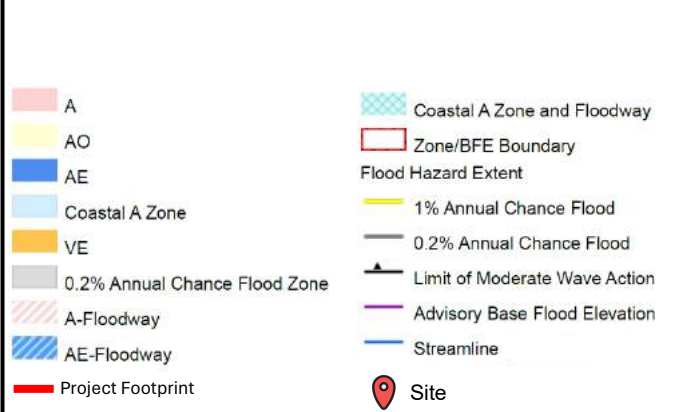 A
AO
AE
Coastal A Zone
VE
0.2% Annual Chance Flood Zone
A-Floodway
AE-Floodway
Project Footprint
Coastal A Zone and Floodway
Zone/BFE Boundary
Flood Hazard Extent
1% Annual Chance Flood
0.2% Annual Chance Flood
Limit of Moderate Wave Action
Advisory Base Flood Elevation
Streamline
Site